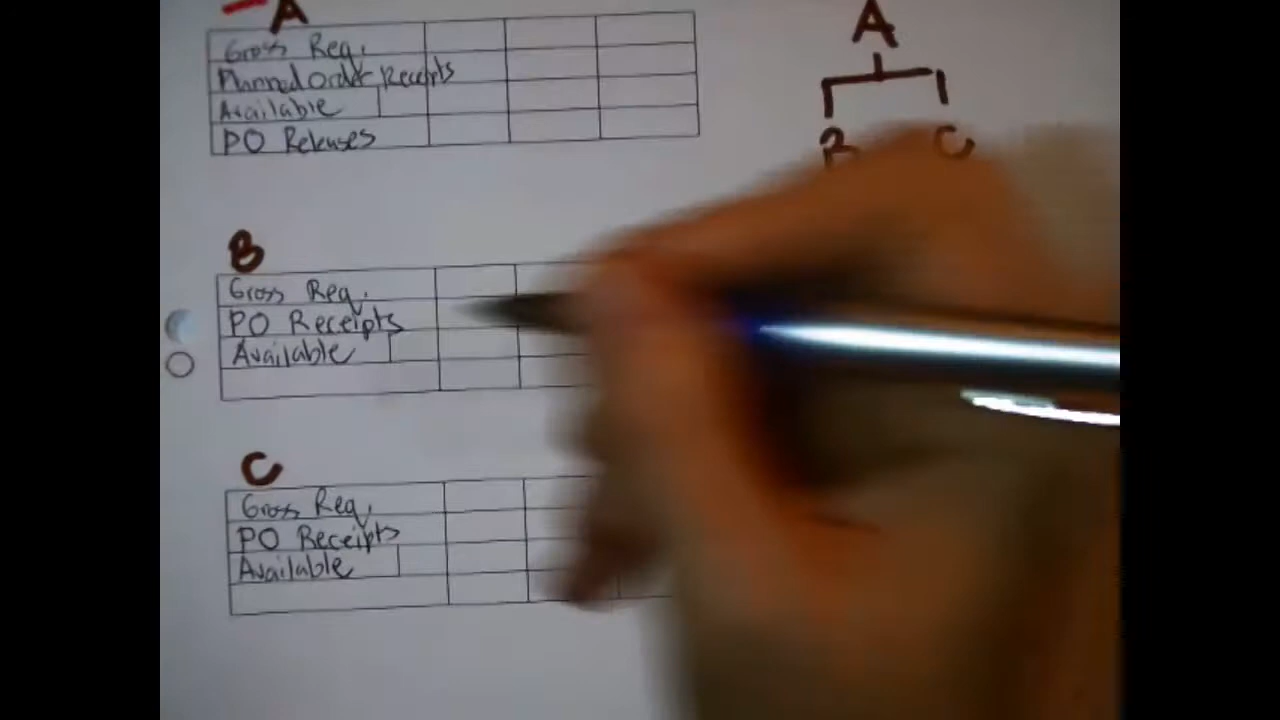 A
Gross Req.
Planned Order Receipts
Available
PO Releases
A
B C
B
Gross Req.
PO Receipts
Available
C
Gross Req.
PO Receipts
Available